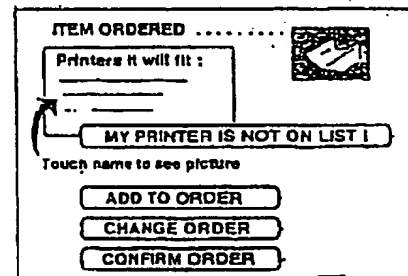 ITEM ORDERED ........
Printers it will fit :
MY PRINTER IS NOT ON LIST !
Touch name to see picture
ADD TO ORDER
CHANGE ORDER
CONFIRM ORDER